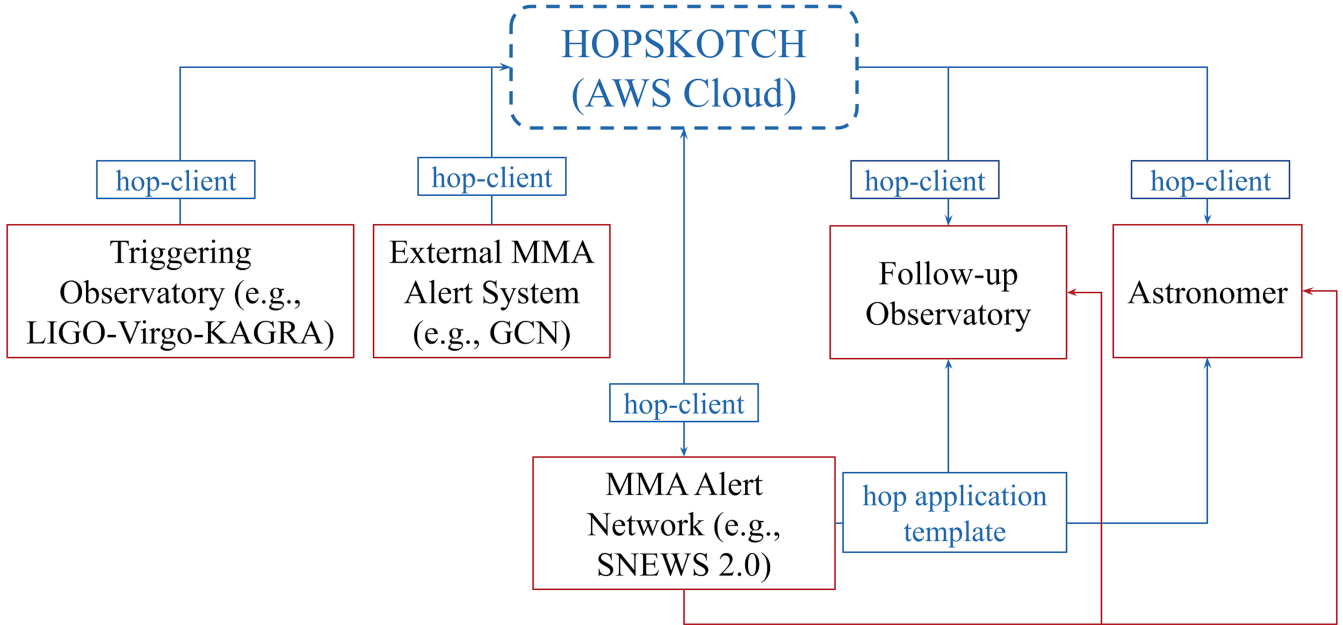 HOPSKOTCH
(AWS Cloud)
hop-client
hop-client
hop-client
hop-client
Triggering
Observatory (e.g.,
LIGO-Virgo-KAGRA)
External MMA
Alert System
(e.g., GCN)
Follow-up
Observatory
Astronomer
hop-client
MMA Alert
Network (e.g.,
SNEWS 2.0)
hop application
template